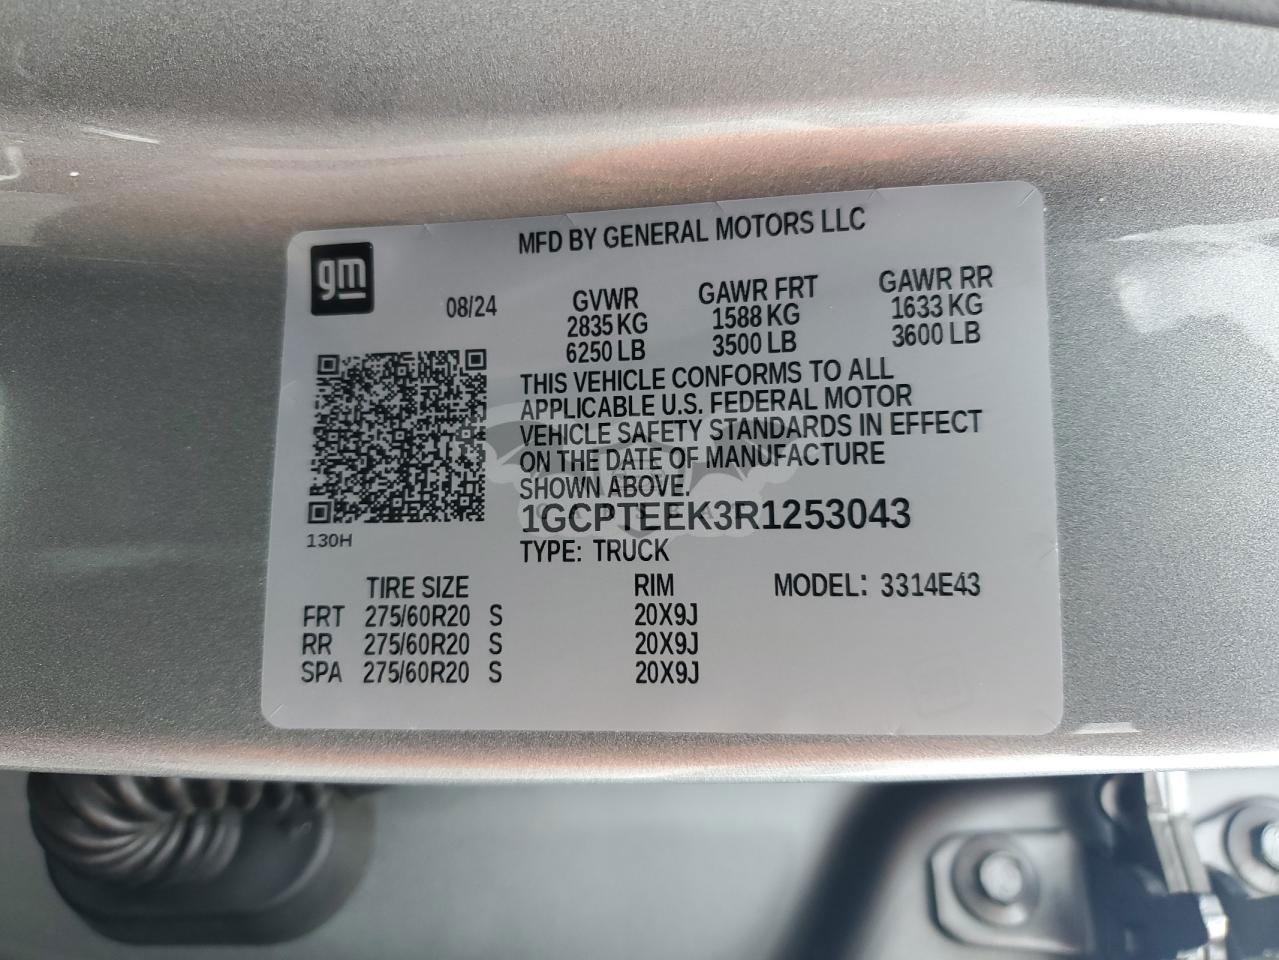 gm
MFD BY GENERAL MOTORS LLC
08/24
GVWR GAWR FRT GAWR RR
2835 KG 1588 KG 1633 KG
6250 LB 3500 LB 3600 LB
THIS VEHICLE CONFORMS TO ALL
APPLICABLE U.S. FEDERAL MOTOR
VEHICLE SAFETY STANDARDS IN EFFECT
ON THE DATE OF MANUFACTURE
SHOWN ABOVE.
1GCPTEEK3R1253043
130H
TYPE: TRUCK
TIRE SIZE RIM MODEL: 3314E43
FRT 275/60R20 S 20X9J
RR 275/60R20 S 20X9J
SPA 275/60R20 S 20X9J